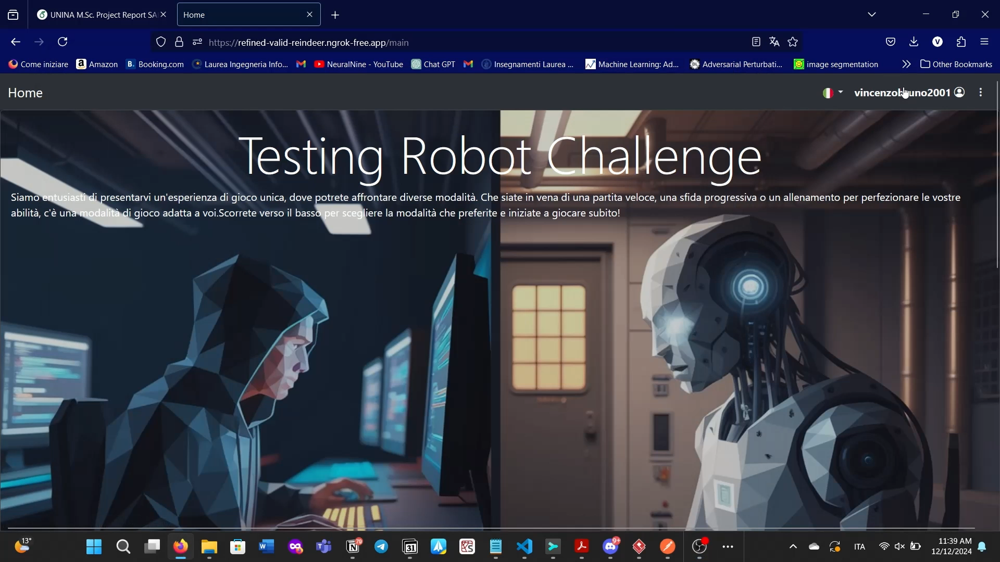 UNINA M.Sc. Project Report SA
Home
https://refined-valid-reindeer.ngrok-free.app/main
V
Come iniziare
Amazon
Booking.com
Laurea Ingegneria Info...
NeuralNine - YouTube
Chat GPT
Insegnamenti Laurea ...
Machine Learning: Ad...
Adversarial Perturbati...
image segmentation
Other Bookmarks
Home
vincenzob uno2001
Testing Robot Challenge
Siamo entusiasti di presentarvi un'esperienza di gioco unica, dove potrete affrontare diverse modalità. Che siate in vena di una partita veloce, una sfida progressiva o un allenamento per perfezionare le vostre
abilità, c'è una modalità di gioco adatta a voi.Scorrete verso il basso per scegliere la modalità che preferite e iniziate a giocare subito!
13°
79
31
9+
ITA
11:39 AM
12/12/2024